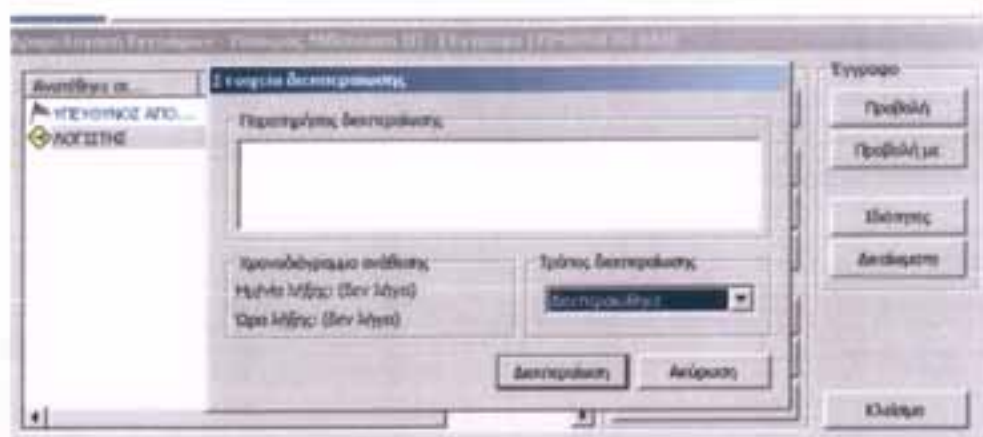 Ανατέθηκε σε...
ΥΠΕΥΘΥΝΟΣ ΑΠΟ...
ΛΟΓΙΣΤΗΣ
Στοιχεία διεκπεραίωσης
Παρατηρήσεις διεκπεραίωσης
Χρονοδιάγραμμα ανάθεσης
Ημ/νία λήξης: (δεν λήγει)
Ώρα λήξης: (δεν λήγει)
Τρόπος διεκπεραίωσης
Διεκπεραιώθηκε
Διεκπεραίωση
Ακύρωση
Έγγραφο
Προβολή
Προβολή με
Ιδιότητες
Δικαιώματα
Κλείσιμο